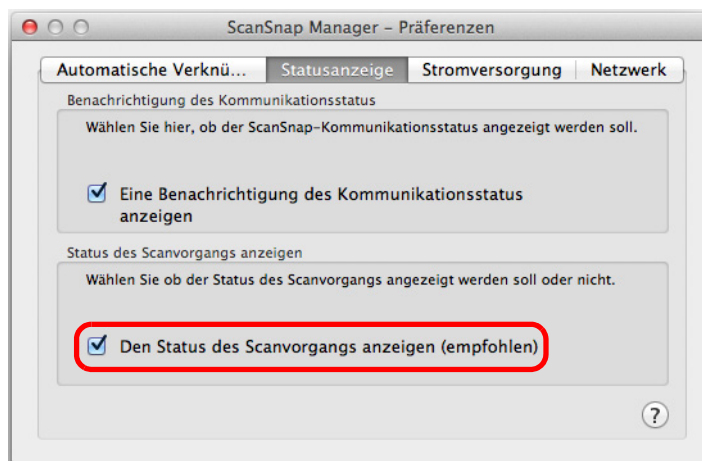 ScanSnap Manager – Präferenzen
Automatische Verknü... Statusanzeige Stromversorgung Netzwerk
Benachrichtigung des Kommunikationsstatus
Wählen Sie hier, ob der ScanSnap-Kommunikationsstatus angezeigt werden soll.
Eine Benachrichtigung des Kommunikationsstatus
anzeigen
Status des Scanvorgangs anzeigen
Wählen Sie ob der Status des Scanvorgangs angezeigt werden soll oder nicht.
Den Status des Scanvorgangs anzeigen (empfohlen)
?